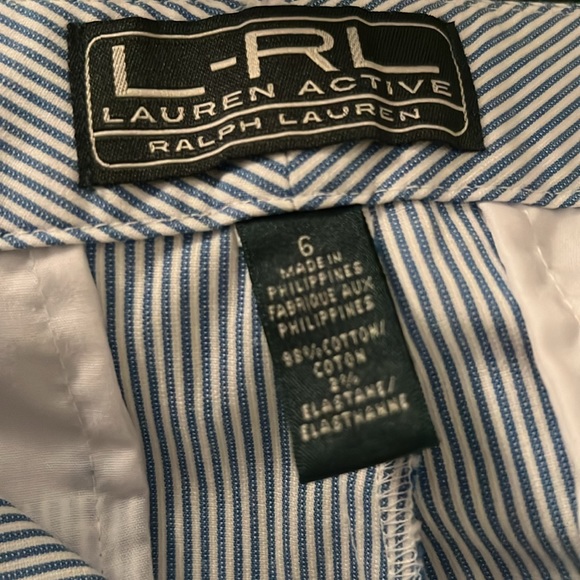 L-RL
LAUREN ACTIVE
RALPH LAUREN
6
MADE IN
PHILIPPINES
FABRIQUE AUX
PHILIPPINES
98% COTTON/
COTON
2%
ELASTANE/
ELASTHANNE